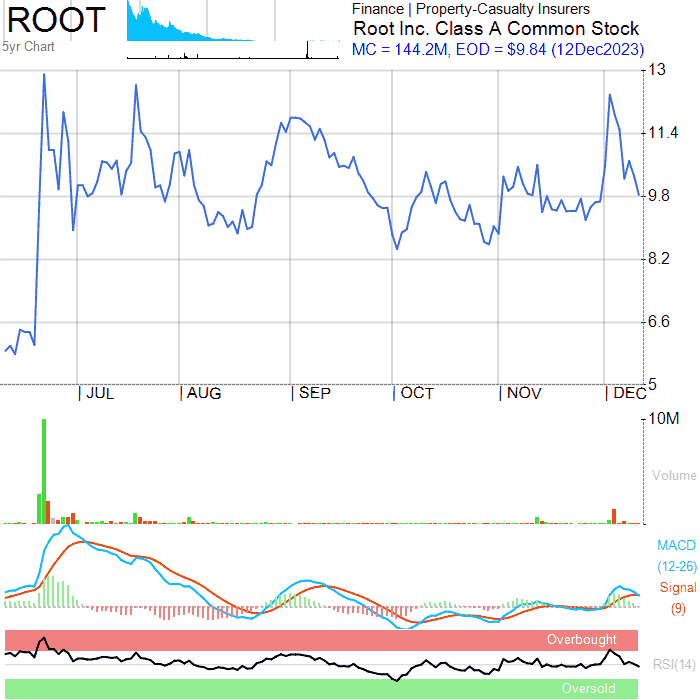 ROOT
5yr Chart
Finance | Property-Casualty Insurers
Root Inc. Class A Common Stock
MC = 144.2M, EOD = $9.84 (12Dec2023)
13
11.4
9.8
8.2
6.6
5
JUL
AUG
SEP
OCT
NOV
DEC
10M
Volume
MACD
(12-26)
Signal
(9)
Overbought
RSI(14)
Oversold